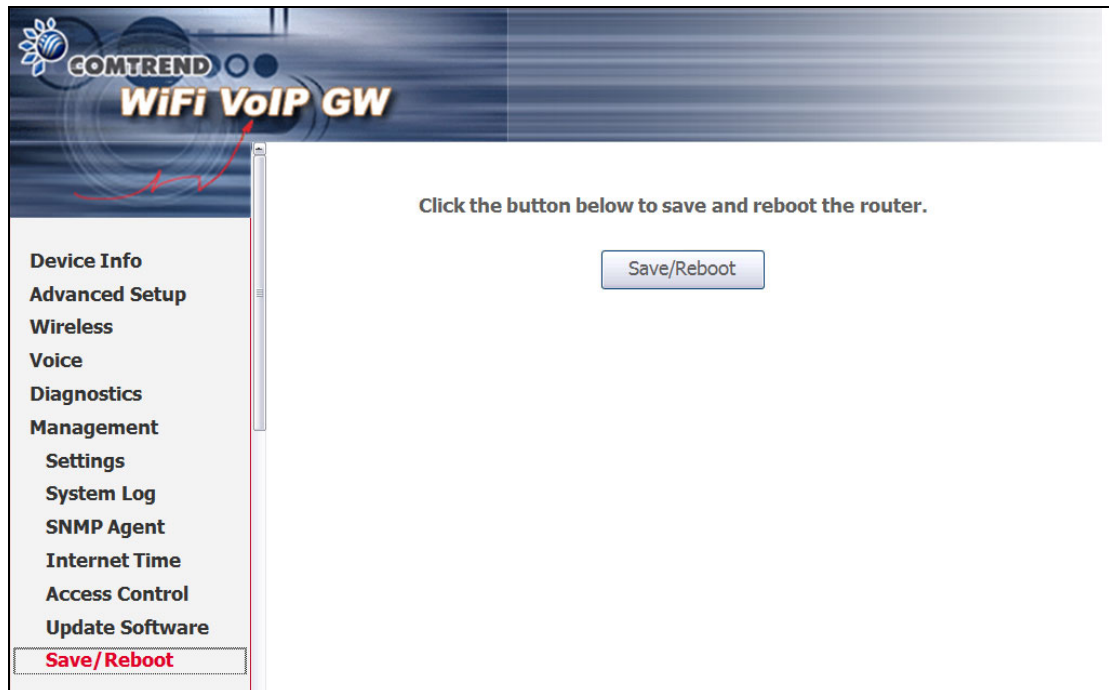 COMTREND
WiFi VoIP GW
Click the button below to save and reboot the router.
Save/Reboot
Device Info
Advanced Setup
Wireless
Voice
Diagnostics
Management
Settings
System Log
SNMP Agent
Internet Time
Access Control
Update Software
Save/Reboot